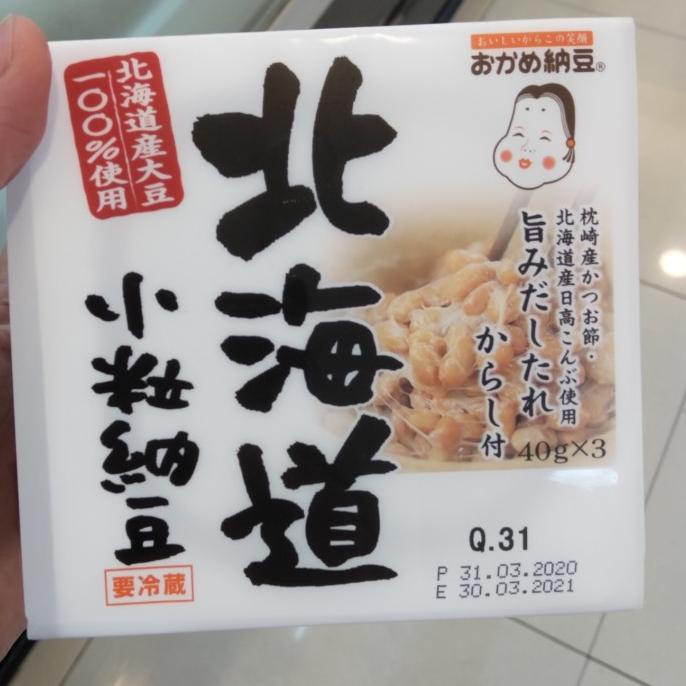 おいしいからこの笑顔
おかめ納豆®
枕崎産かつお節・
北海道産日高こんぶ使用
旨みだしたれ
からし付
40g×3
北海道
小粒納豆
北海道産大豆
一〇〇%使用
要冷蔵
Q.31
P 31.03.2020
E 30.03.2021